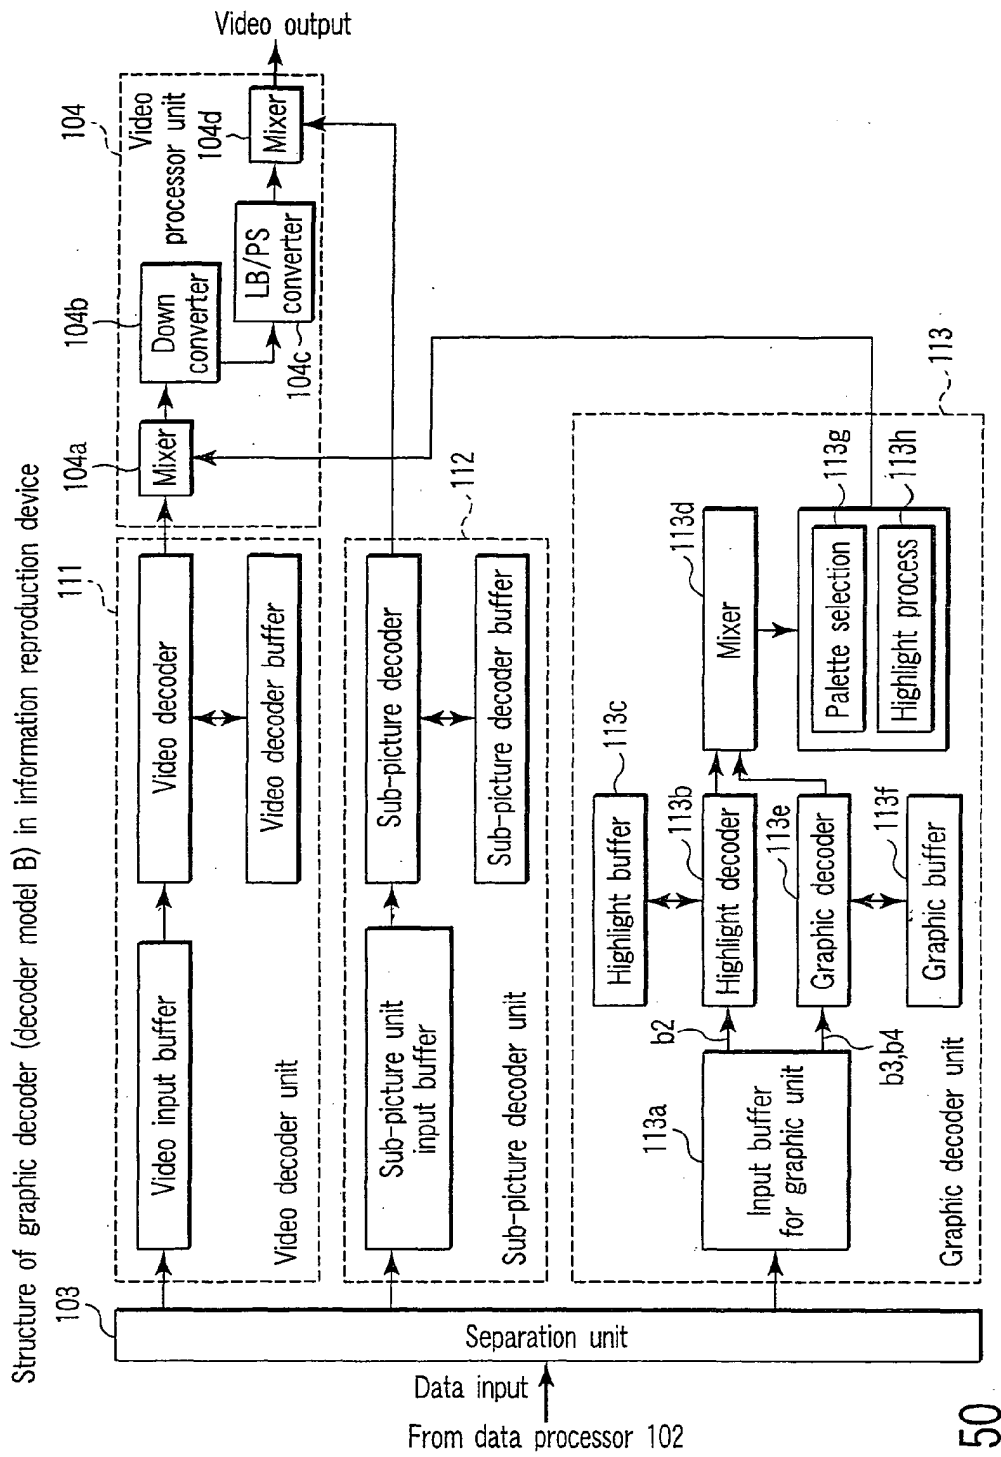 Structure of graphic decoder (decoder model B) in information reproduction device
103
Separation unit
Data input
From data processor 102
111
Video input buffer
Video decoder
Video decoder buffer
Video decoder unit
104
Video
processor unit
104a
Mixer
104b
Down
converter
LB/PS
converter
104c
104d
Mixer
Video output
112
Sub-picture unit
input buffer
Sub-picture decoder
Sub-picture decoder buffer
Sub-picture decoder unit
113
113a
Input buffer
for graphic unit
b2
b3,b4
Highlight buffer
113c
Highlight decoder
113b
Graphic decoder
113e
Graphic buffer
113f
Mixer
113d
Palette selection
113g
Highlight process
113h
Graphic decoder unit
50